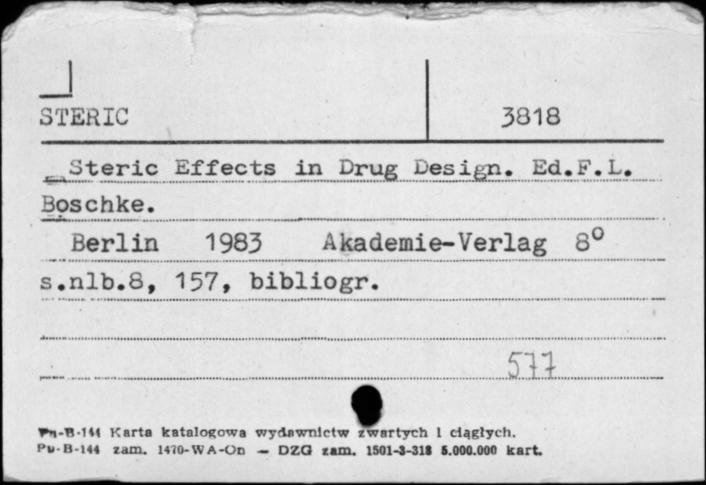 STERIC 3818
Steric Effects in Drug Design. Ed.F.L.
Boschke.
Berlin 1983 Akademie-Verlag 8º
s.nlb.8, 157, bibliogr.
577
Pu-B-144 Karta katalogowa wydawnictw zwartych i ciągłych.
Pu-B-144 zam. 1470-WA-On — DZG zam. 1501-3-318 5.000.000 kart.